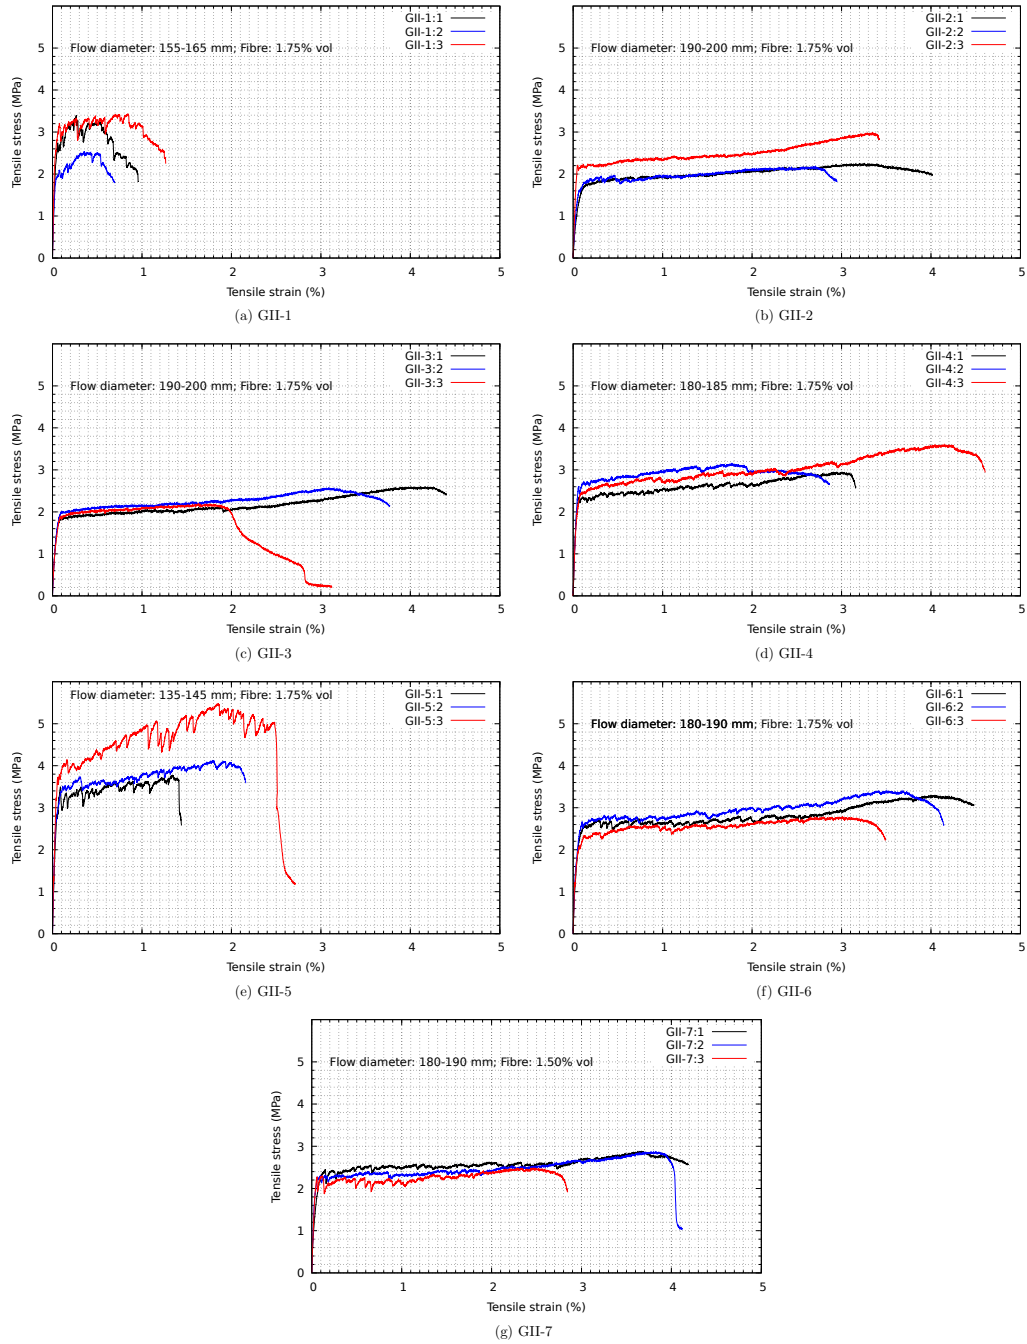 GII-1:1
GII-1:2
GII-1:3
Flow diameter: 155-165 mm; Fibre: 1.75% vol
Tensile stress (MPa)
0 1 2 3 4 5
0 1 2 3 4 5
Tensile strain (%)
(a) GII-1
GII-2:1
GII-2:2
GII-2:3
Flow diameter: 190-200 mm; Fibre: 1.75% vol
Tensile stress (MPa)
0 1 2 3 4 5
0 1 2 3 4 5
Tensile strain (%)
(b) GII-2
GII-3:1
GII-3:2
GII-3:3
Flow diameter: 190-200 mm; Fibre: 1.75% vol
Tensile stress (MPa)
0 1 2 3 4 5
0 1 2 3 4 5
Tensile strain (%)
(c) GII-3
GII-4:1
GII-4:2
GII-4:3
Flow diameter: 180-185 mm; Fibre: 1.75% vol
Tensile stress (MPa)
0 1 2 3 4 5
0 1 2 3 4 5
Tensile strain (%)
(d) GII-4
GII-5:1
GII-5:2
GII-5:3
Flow diameter: 135-145 mm; Fibre: 1.75% vol
Tensile stress (MPa)
0 1 2 3 4 5
0 1 2 3 4 5
Tensile strain (%)
(e) GII-5
GII-6:1
GII-6:2
GII-6:3
Flow diameter: 180-190 mm; Fibre: 1.75% vol
Tensile stress (MPa)
0 1 2 3 4 5
0 1 2 3 4 5
Tensile strain (%)
(f) GII-6
GII-7:1
GII-7:2
GII-7:3
Flow diameter: 180-190 mm; Fibre: 1.50% vol
Tensile stress (MPa)
0 1 2 3 4 5
0 1 2 3 4 5
Tensile strain (%)
(g) GII-7